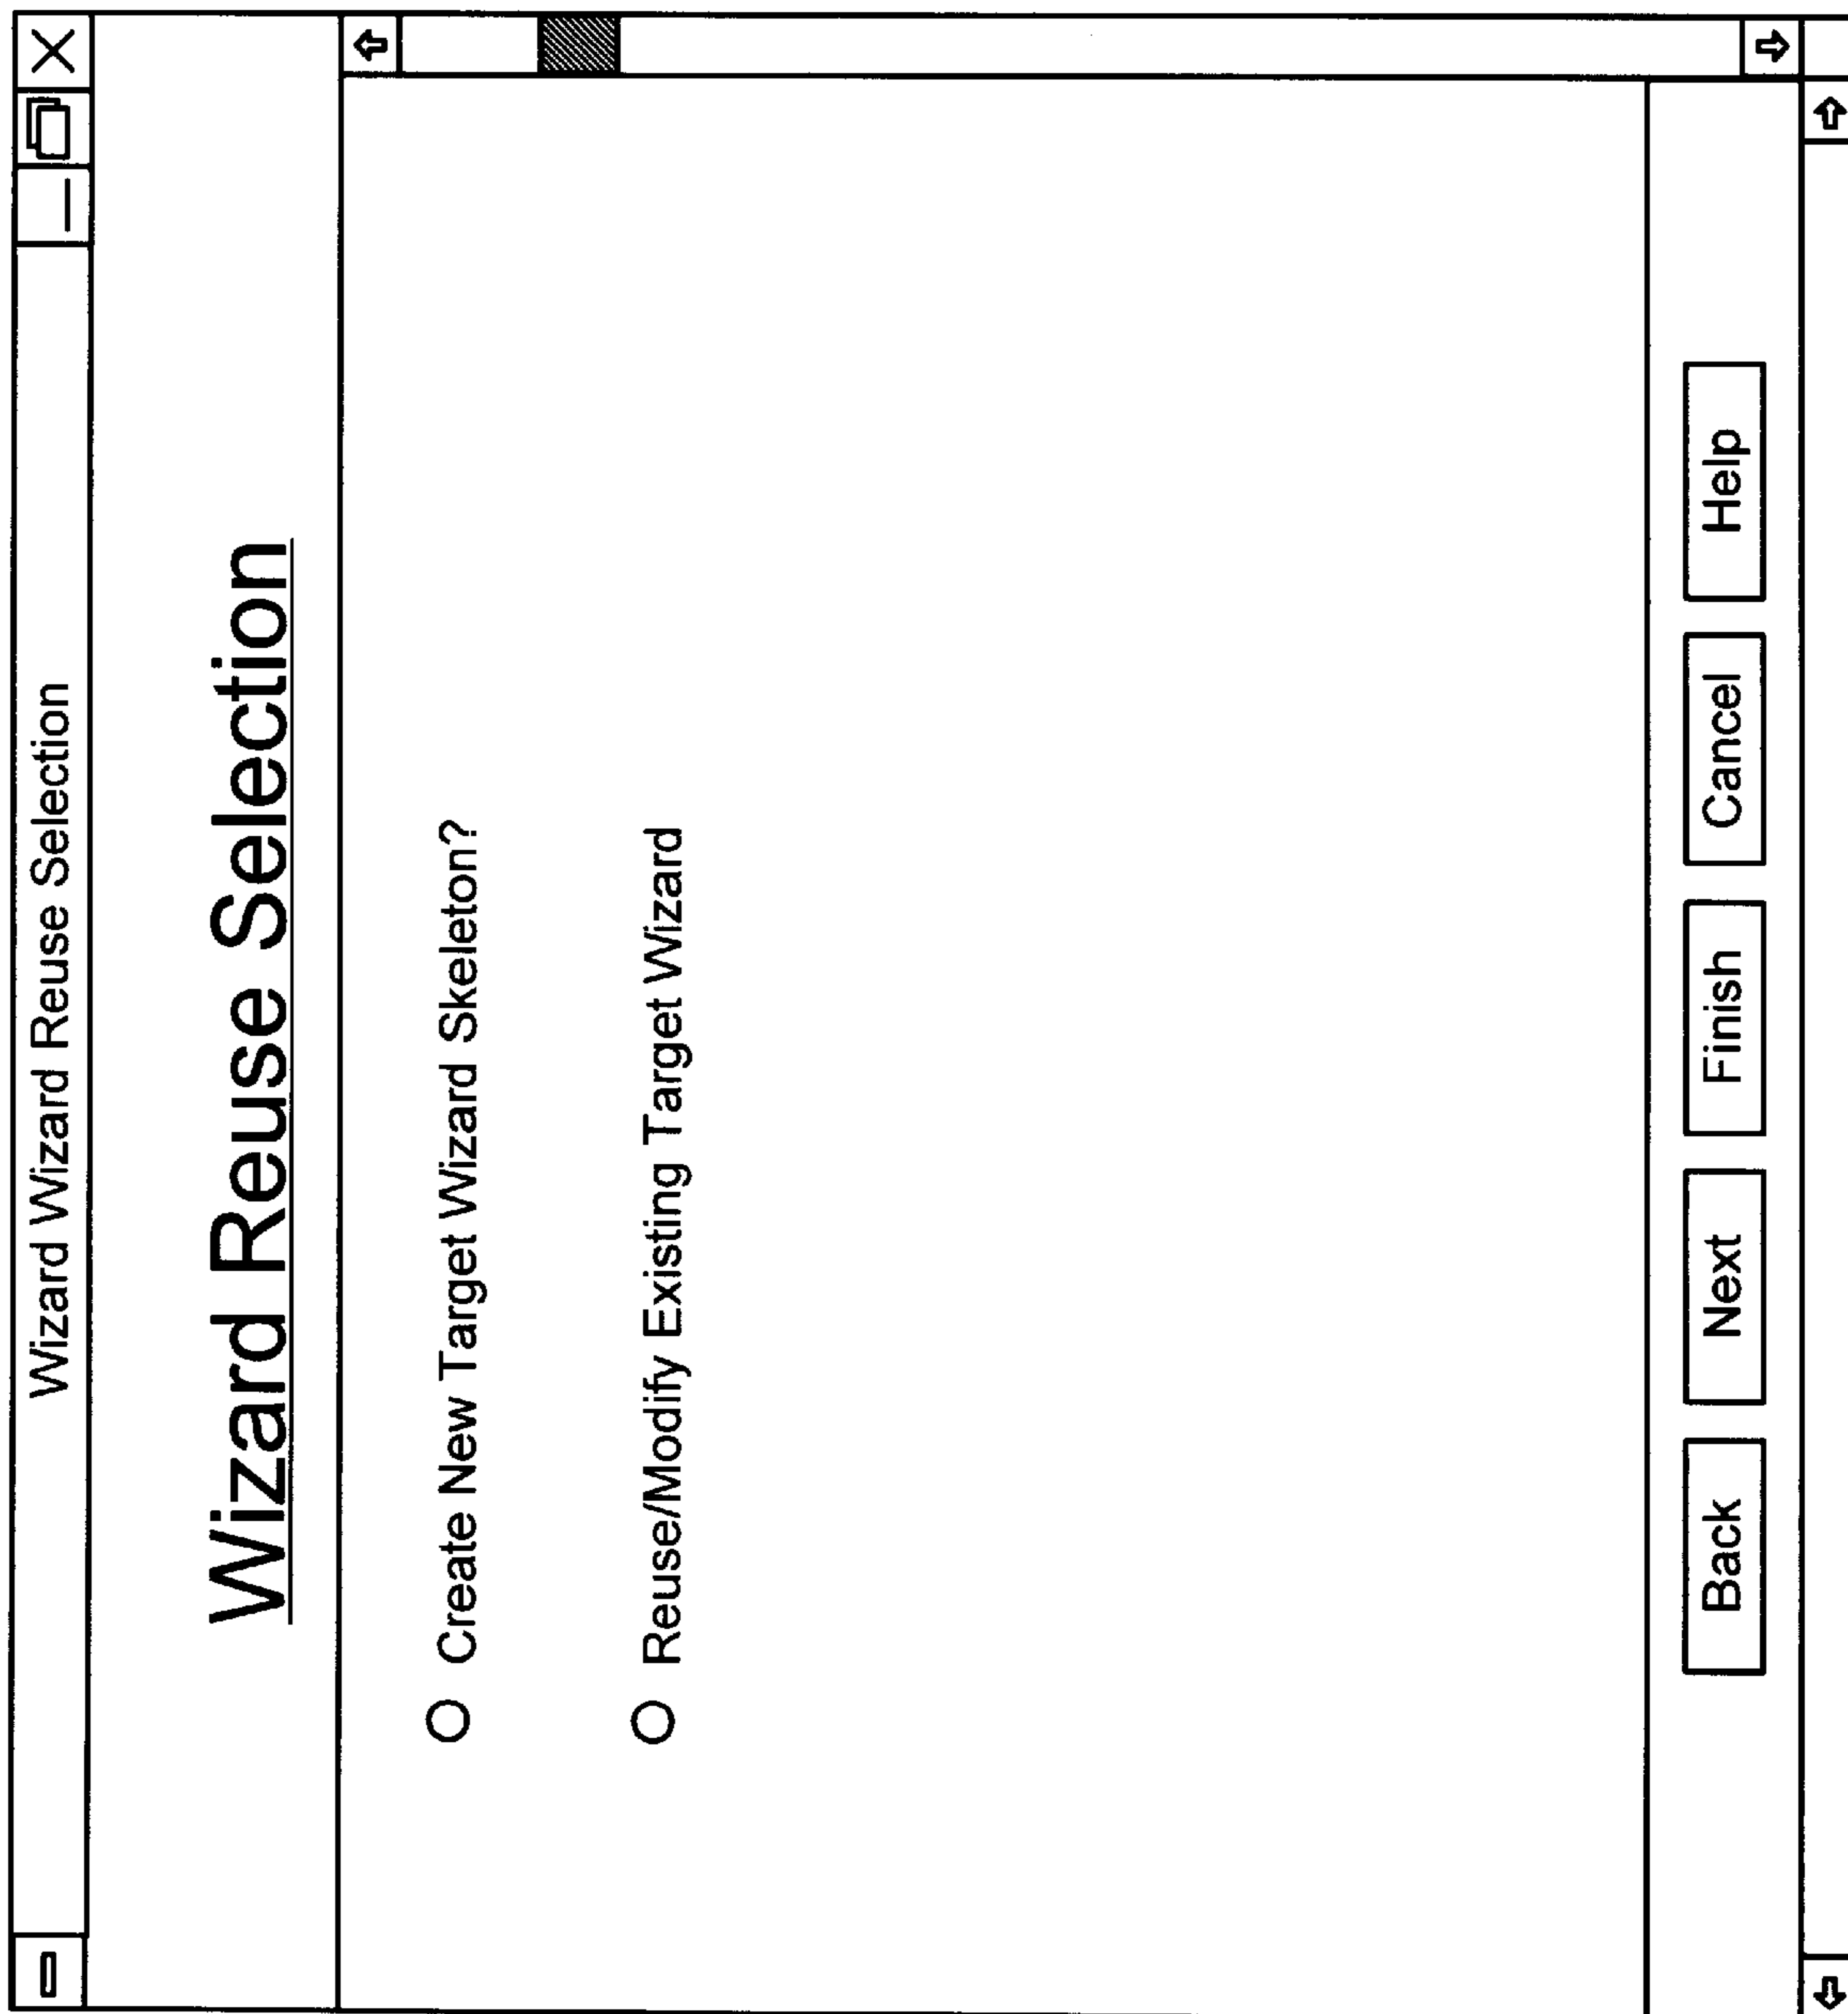 Wizard Wizard Reuse Selection
Wizard Reuse Selection
Create New Target Wizard Skeleton?
Reuse/Modify Existing Target Wizard
Back Next Finish Cancel Help